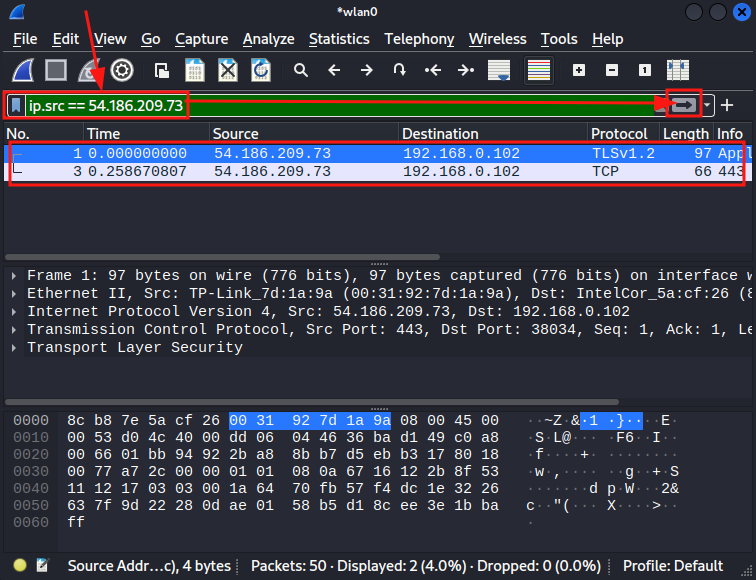 *wlan0
File Edit View Go Capture Analyze Statistics Telephony Wireless Tools Help
ip.src == 54.186.209.73
No. Time Source Destination Protocol Length Info
1 0.000000000 54.186.209.73 192.168.0.102 TLSv1.2 97 Appl
3 0.258670807 54.186.209.73 192.168.0.102 TCP 66 443
Frame 1: 97 bytes on wire (776 bits), 97 bytes captured (776 bits) on interface w
Ethernet II, Src: TP-Link_7d:1a:9a (00:31:92:7d:1a:9a), Dst: IntelCor_5a:cf:26 (8
Internet Protocol Version 4, Src: 54.186.209.73, Dst: 192.168.0.102
Transmission Control Protocol, Src Port: 443, Dst Port: 38034, Seq: 1, Ack: 1, Le
Transport Layer Security
0000 8c b8 7e 5a cf 26 00 31 92 7d 1a 9a 08 00 45 00 ··~Z·&·1 ·}····E·
0010 00 53 d0 4c 40 00 dd 06 04 46 36 ba d1 49 c0 a8 ·S·L@··· ·F6··I··
0020 00 66 01 bb 94 92 2b a8 8b b7 d5 eb b3 17 80 18 ·f····+· ········
0030 00 77 a7 2c 00 00 01 01 08 0a 67 16 12 2b 8f 53 ·w·,···· ··g··+·S
0040 11 12 17 03 03 00 1a 64 70 fb 57 f4 dc 1e 32 26 ·······d p·W···2&
0050 63 7f 9d 22 28 0d ae 01 58 b5 d1 8c ee 3e 1b ba c··"(··· X····>··
0060 ff ·
Source Addr...c), 4 bytes Packets: 50 · Displayed: 2 (4.0%) · Dropped: 0 (0.0%) Profile: Default